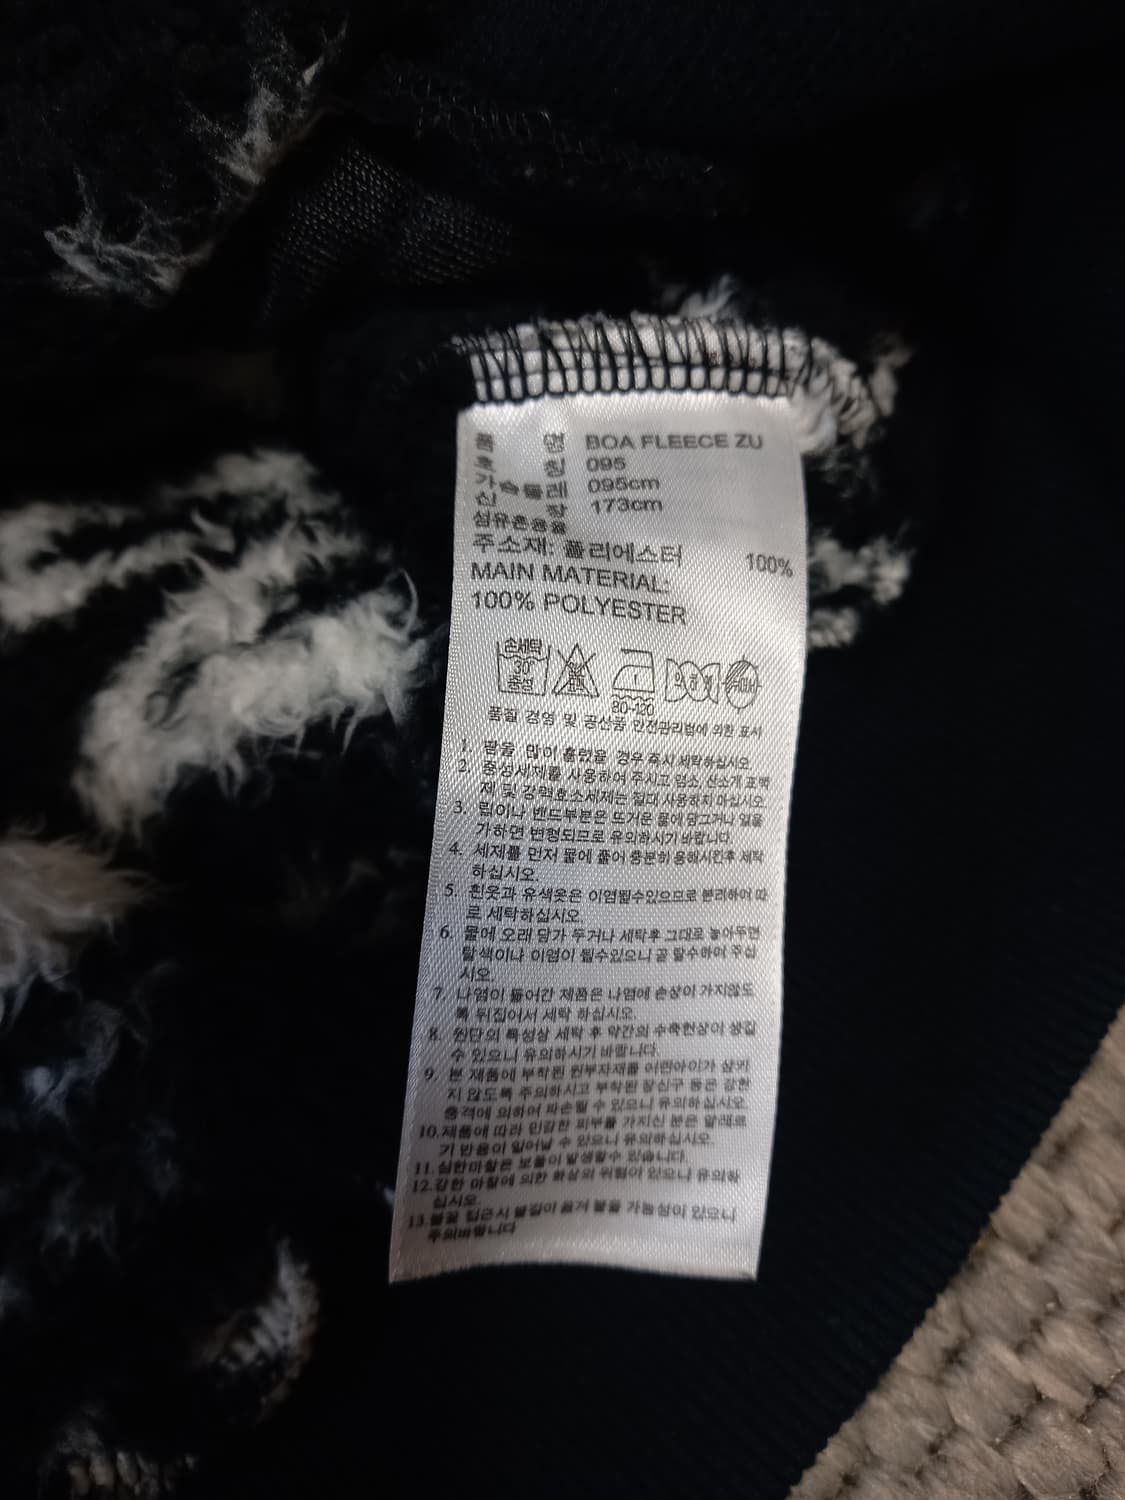 품 명 BOA FLEECE ZU
호 칭 095
가슴둘레 095cm
신 장 173cm
섬유혼용율
주소재: 폴리에스터 100%
MAIN MATERIAL:
100% POLYESTER
손세탁
30
중성
80-120
품질 경영 및 공산품 안전관리법에 의한 표시
1. 땀을 많이 흘렸을 경우 즉시 세탁하십시오.
2. 중성세제를 사용하여 주시고 염소 산소계 표백
제 및 강력효소세제는 절대 사용하지 마십시오
3. 립이나 밴드부분은 뜨거운 물에 담그거나 열을
가하면 변형되므로 유의하시기 바랍니다
4. 세제를 먼저 물에 풀어 충분히 용해시킨후 세탁
하십시오.
5. 흰옷과 유색옷은 이염될수있으므로 분리하여 따
로 세탁하십시오.
6. 물에 오래 담가 두거나 세탁후 그대로 놓아두면
탈색이나 이염이 될수있으니 곧 탈수하여 주십
시오.
7. 나염이 들어간 제품은 나염에 손상이 가지않도
록 뒤집어서 세탁 하십시오.
8. 원단의 특성상 세탁 후 약간의 수축현상이 생길
수 있으니 유의하시기 바랍니다.
9. 본 제품에 부착된 원부자재를 어린아이가 삼키
지 않도록 주의하시고 부착된 장신구 등은 강한
충격에 의하여 파손될 수 있으니 유의하십시오.
10.제품에 따라 민감한 피부를 가지신 분은 알레르
기 반응이 일어날 수 있으니 유의하십시오.
11.심한마찰은 보풀이 발생할수 있습니다.
12.강한 마찰에 의한 화상의 위험이 있으니 유의하
십시오.
13.불꽃 접근시 불길이 옮겨 붙을 가능성이 있으니
주의바랍니다